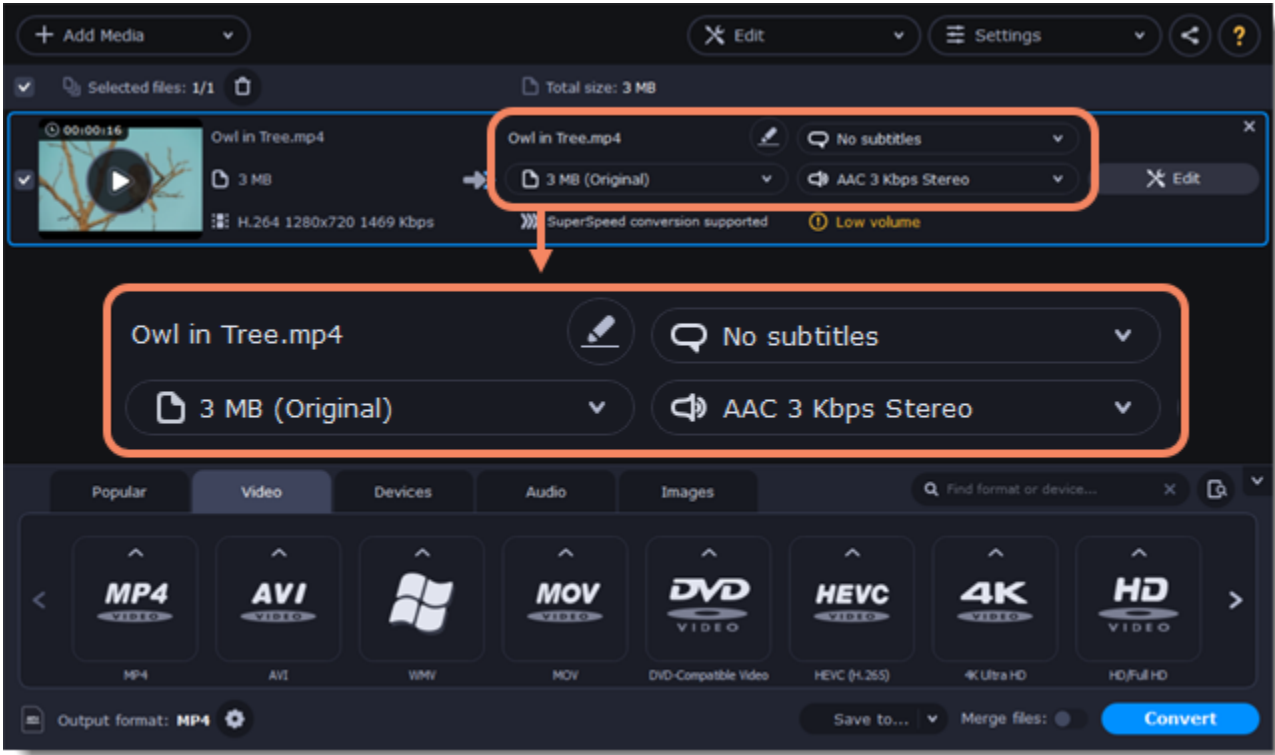 Add Media
Edit
Settings
?
Selected files: 1/1
Total size: 3 MB
00:00:16
Owl in Tree.mp4
Owl in Tree.mp4
No subtitles
3 MB
3 MB (Original)
AAC 3 Kbps Stereo
Edit
H.264 1280x720 1469 Kbps
SuperSpeed conversion supported
Low volume
Owl in Tree.mp4
No subtitles
3 MB (Original)
AAC 3 Kbps Stereo
Popular
Video
Devices
Audio
Images
Find format or device...
MP4 VIDEO
AVI VIDEO
MOV VIDEO
DVD VIDEO
HEVC VIDEO
4K VIDEO
HD VIDEO
MP4
AVI
WMV
MOV
DVD-Compatible Video
HEVC (H.265)
4K Ultra HD
HD/Full HD
Output format: MP4
Save to...
Merge files:
Convert